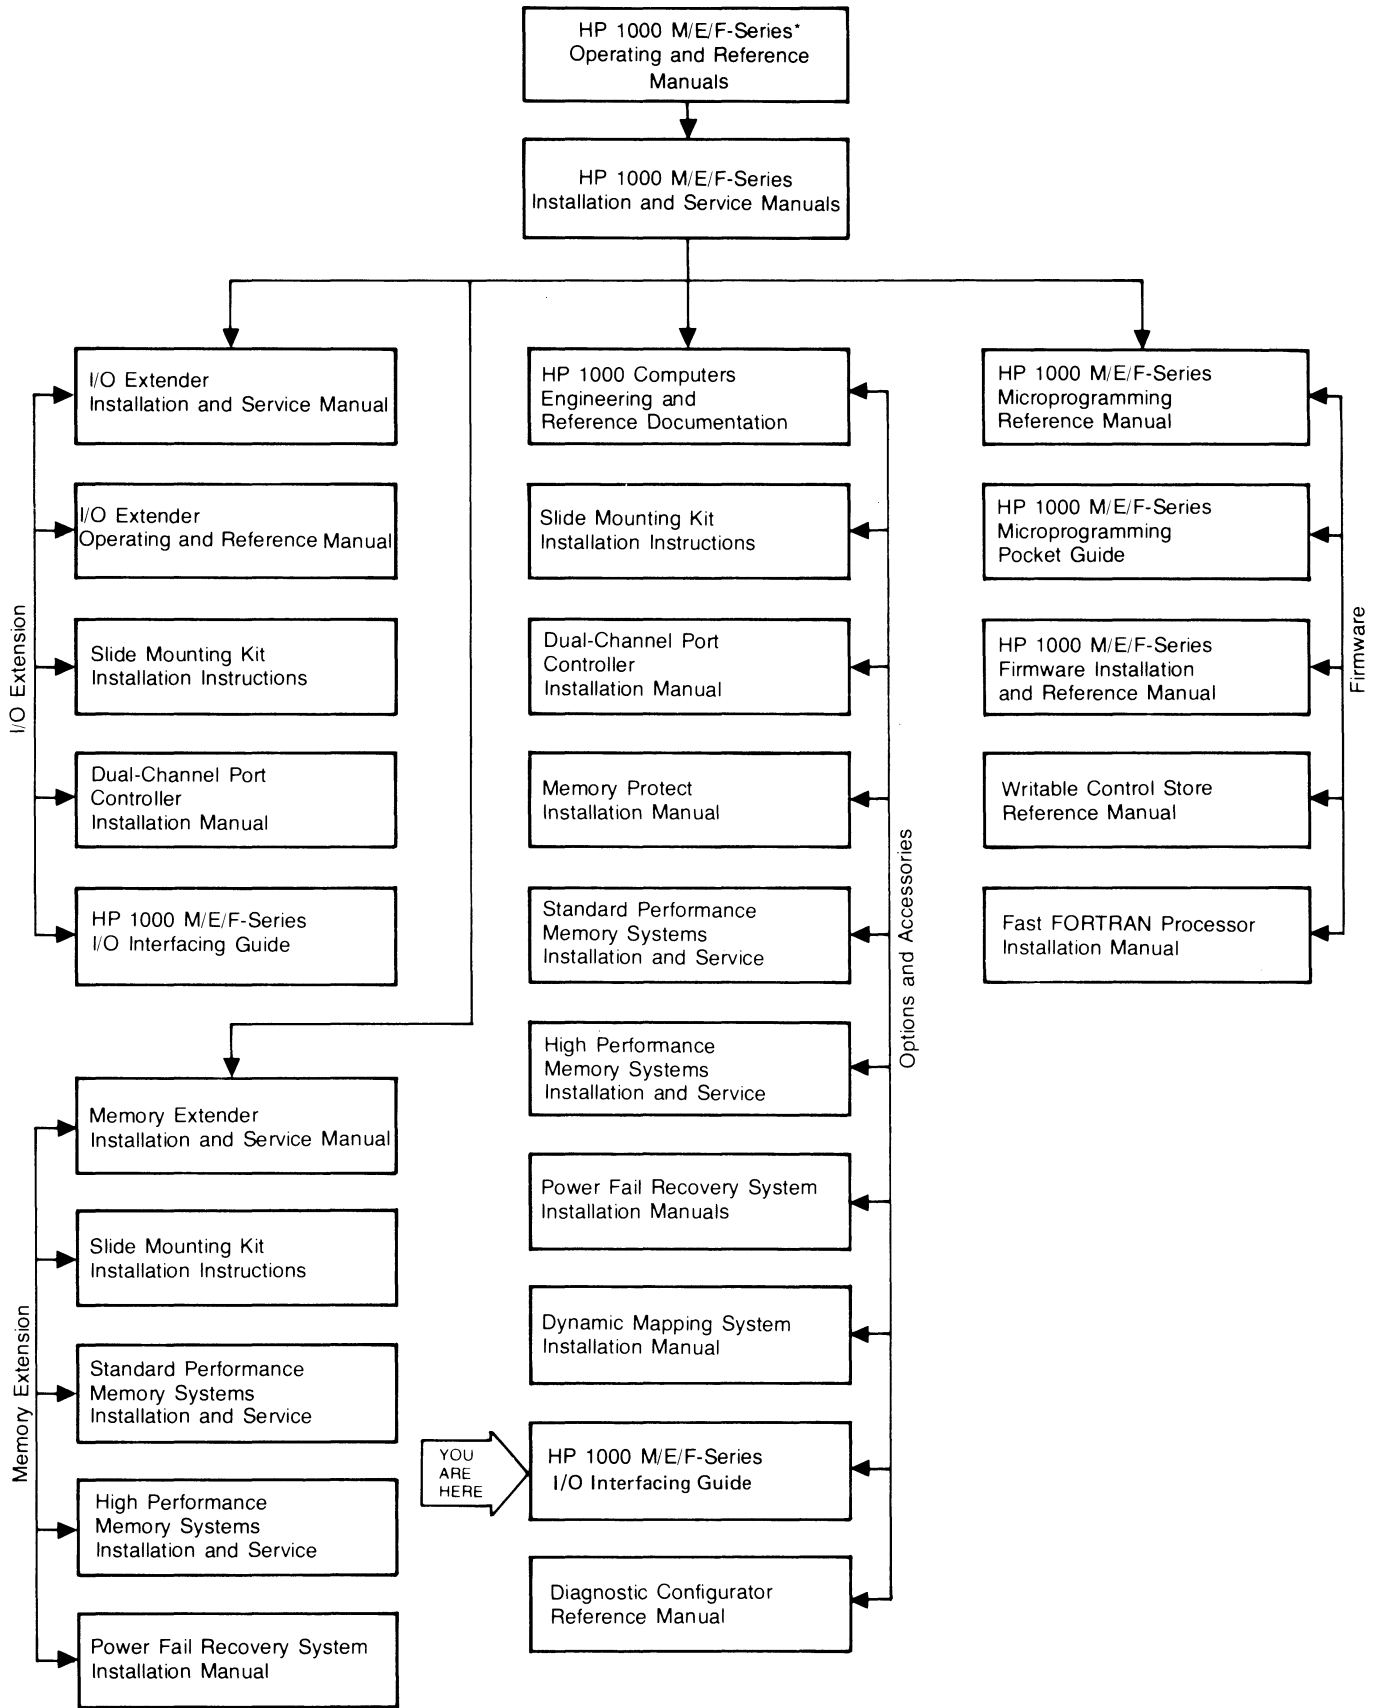 HP 1000 M/E/F-Series*
Operating and Reference
Manuals
HP 1000 M/E/F-Series
Installation and Service Manuals
I/O Extension
I/O Extender
Installation and Service Manual
I/O Extender
Operating and Reference Manual
Slide Mounting Kit
Installation Instructions
Dual-Channel Port
Controller
Installation Manual
HP 1000 M/E/F-Series
I/O Interfacing Guide
Memory Extension
Memory Extender
Installation and Service Manual
Slide Mounting Kit
Installation Instructions
Standard Performance
Memory Systems
Installation and Service
High Performance
Memory Systems
Installation and Service
Power Fail Recovery System
Installation Manual
HP 1000 Computers
Engineering and
Reference Documentation
Slide Mounting Kit
Installation Instructions
Dual-Channel Port
Controller
Installation Manual
Memory Protect
Installation Manual
Standard Performance
Memory Systems
Installation and Service
High Performance
Memory Systems
Installation and Service
Power Fail Recovery System
Installation Manuals
Dynamic Mapping System
Installation Manual
YOU
ARE
HERE
HP 1000 M/E/F-Series
I/O Interfacing Guide
Diagnostic Configurator
Reference Manual
Options and Accessories
HP 1000 M/E/F-Series
Microprogramming
Reference Manual
HP 1000 M/E/F-Series
Microprogramming
Pocket Guide
HP 1000 M/E/F-Series
Firmware Installation
and Reference Manual
Writable Control Store
Reference Manual
Fast FORTRAN Processor
Installation Manual
Firmware